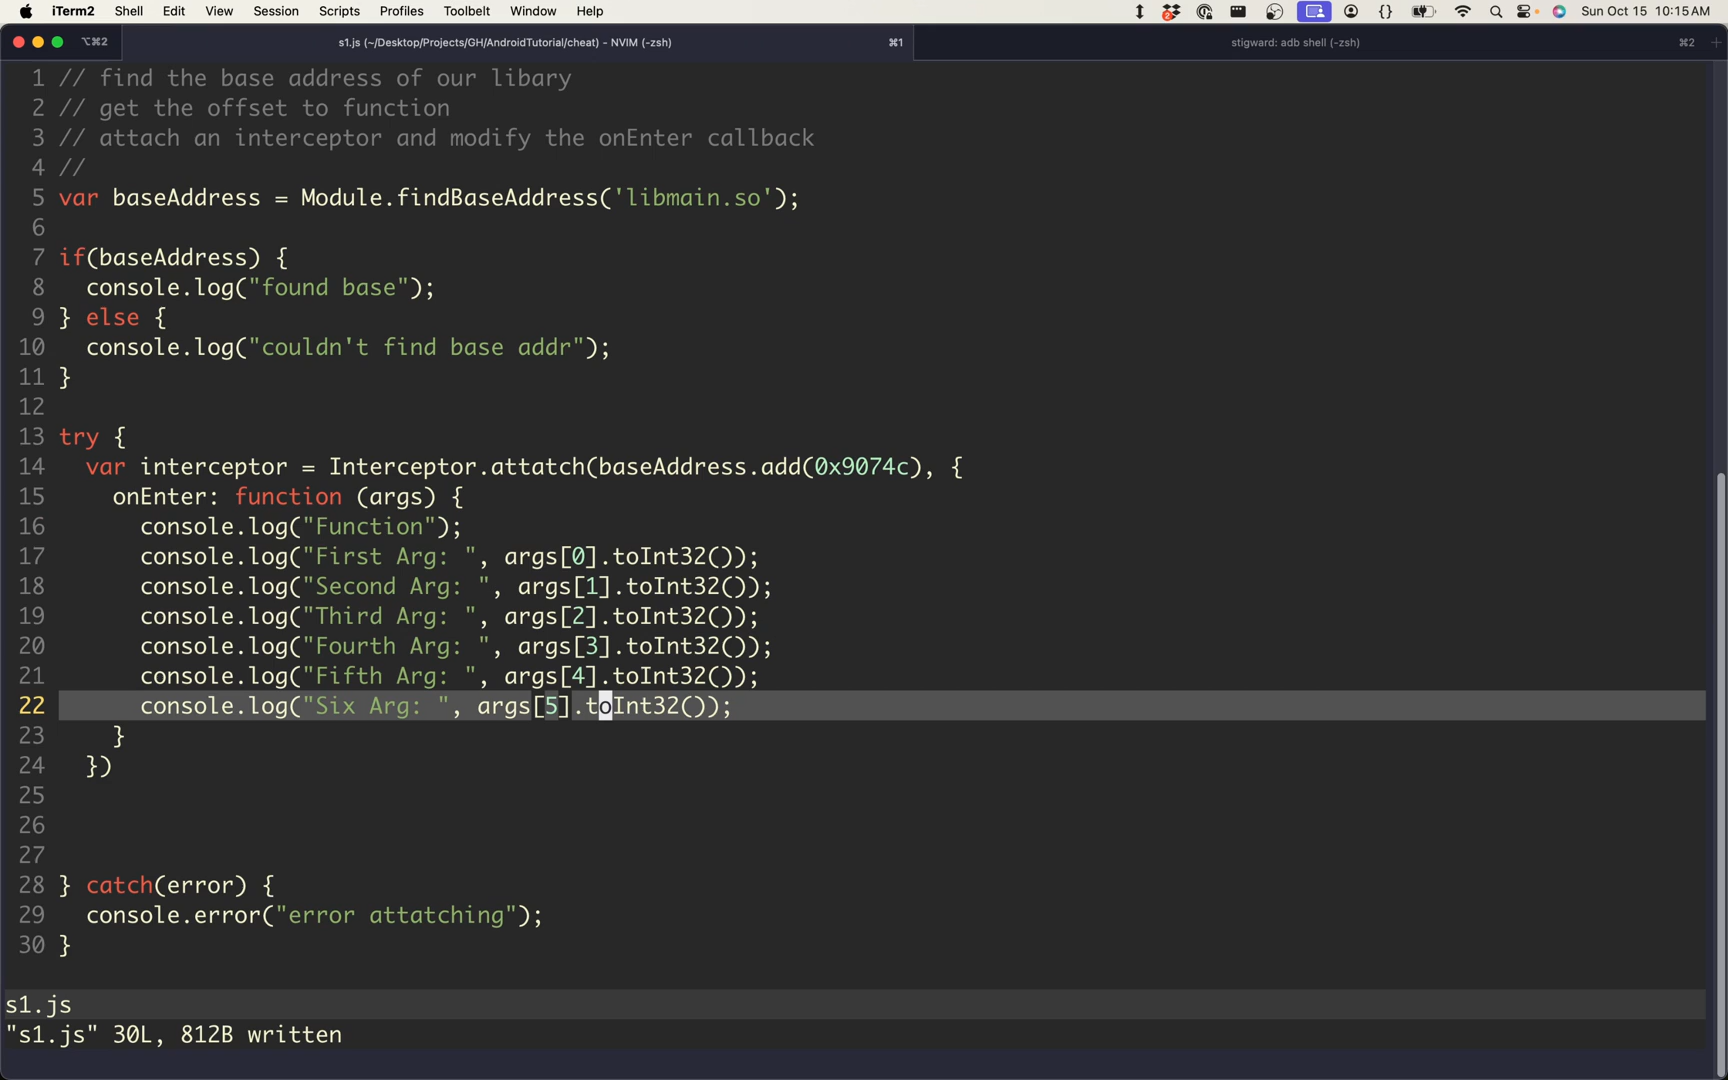 iTerm2 Shell Edit View Session Scripts Profiles Toolbelt Window Help 2 Sun Oct 15 10:15 AM
⌥⌘2 s1.js (~/Desktop/Projects/GH/AndroidTutorial/cheat) - NVIM (-zsh) ⌘1 stigward: adb shell (-zsh) ⌘2
1 // find the base address of our libary
2 // get the offset to function
3 // attach an interceptor and modify the onEnter callback
4 //
5 var baseAddress = Module.findBaseAddress('libmain.so');
6
7 if(baseAddress) {
8   console.log("found base");
9 } else {
10   console.log("couldn't find base addr");
11 }
12
13 try {
14   var interceptor = Interceptor.attatch(baseAddress.add(0x9074c), {
15     onEnter: function (args) {
16       console.log("Function");
17       console.log("First Arg: ", args[0].toInt32());
18       console.log("Second Arg: ", args[1].toInt32());
19       console.log("Third Arg: ", args[2].toInt32());
20       console.log("Fourth Arg: ", args[3].toInt32());
21       console.log("Fifth Arg: ", args[4].toInt32());
22       console.log("Six Arg: ", args[5].toInt32());
23     }
24   })
25
26
27
28 } catch(error) {
29   console.error("error attatching");
30 }
s1.js
"s1.js" 30L, 812B written